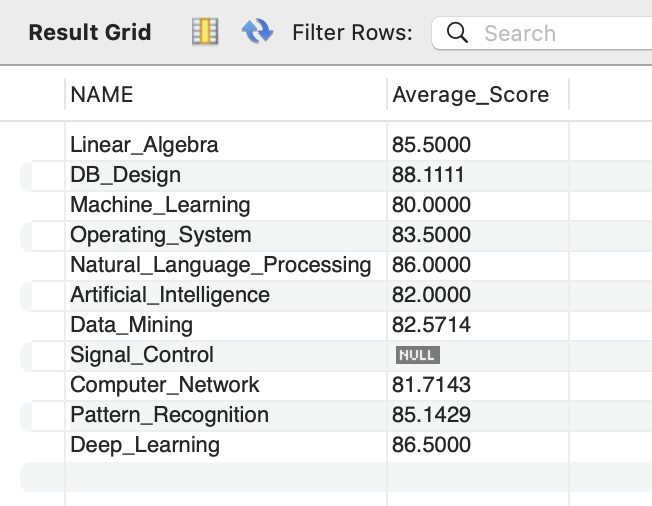 Result Grid Filter Rows: Search
NAME Average_Score
Linear_Algebra 85.5000
DB_Design 88.1111
Machine_Learning 80.0000
Operating_System 83.5000
Natural_Language_Processing 86.0000
Artificial_Intelligence 82.0000
Data_Mining 82.5714
Signal_Control NULL
Computer_Network 81.7143
Pattern_Recognition 85.1429
Deep_Learning 86.5000